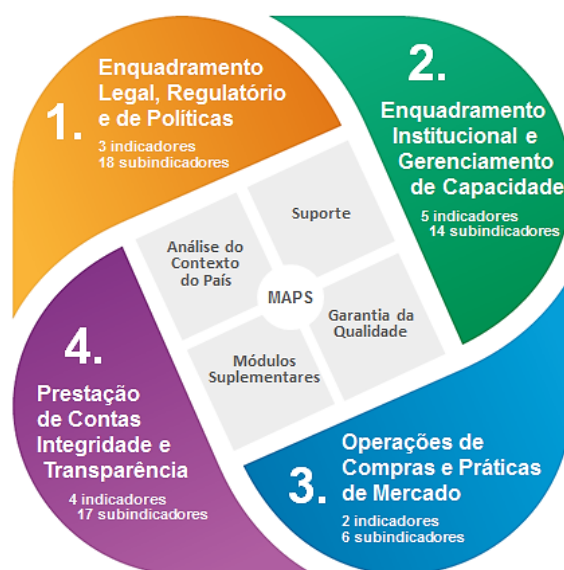 1.
Enquadramento
Legal, Regulatório
e de Políticas
3 indicadores
18 subindicadores
2.
Enquadramento
Institucional e
Gerenciamento
de Capacidade
5 indicadores
14 subindicadores
Suporte
Análise do
Contexto
do País
MAPS
Garantia da
Qualidade
Módulos
Suplementares
3.
Operações de
Compras e Práticas
de Mercado
2 indicadores
6 subindicadores
4.
Prestação
de Contas
Integridade e
Transparência
4 indicadores
17 subindicadores